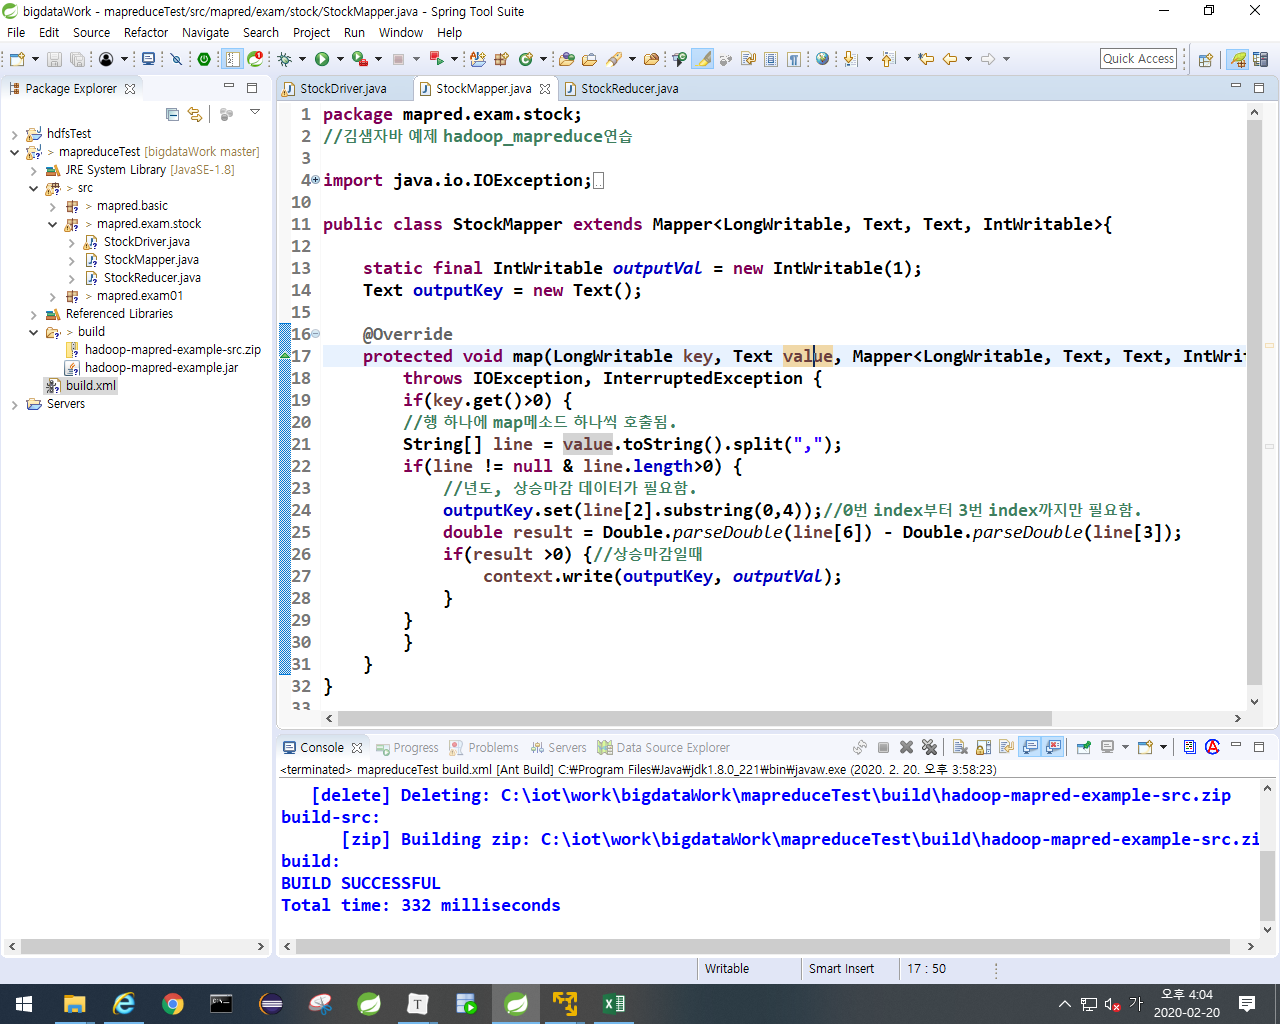 bigdataWork - mapreduceTest/src/mapred/exam/stock/StockMapper.java - Spring Tool Suite
File Edit Source Refactor Navigate Search Project Run Window Help
Quick Access
Package Explorer
hdfsTest
> mapreduceTest [bigdataWork master]
JRE System Library [JavaSE-1.8]
> src
> mapred.basic
> mapred.exam.stock
StockDriver.java
StockMapper.java
StockReducer.java
> mapred.exam01
Referenced Libraries
> build
hadoop-mapred-example-src.zip
hadoop-mapred-example.jar
build.xml
Servers
StockDriver.java StockMapper.java StockReducer.java
1 package mapred.exam.stock;
2 //김샘자바 예제 hadoop_mapreduce연습
3
4 import java.io.IOException;
10
11 public class StockMapper extends Mapper<LongWritable, Text, Text, IntWritable>{
12
13 static final IntWritable outputVal = new IntWritable(1);
14 Text outputKey = new Text();
15
16 @Override
17 protected void map(LongWritable key, Text value, Mapper<LongWritable, Text, Text, IntWrit
18 throws IOException, InterruptedException {
19 if(key.get()>0) {
20 //행 하나에 map메소드 하나씩 호출됨.
21 String[] line = value.toString().split(",");
22 if(line != null & line.length>0) {
23 //년도, 상승마감 데이터가 필요함.
24 outputKey.set(line[2].substring(0,4));//0번 index부터 3번 index까지만 필요함.
25 double result = Double.parseDouble(line[6]) - Double.parseDouble(line[3]);
26 if(result >0) {//상승마감일때
27 context.write(outputKey, outputVal);
28 }
29 }
30 }
31 }
32 }
33
Console Progress Problems Servers Data Source Explorer
<terminated> mapreduceTest build.xml [Ant Build] C:₩Program Files₩Java₩jdk1.8.0_221₩bin₩javaw.exe (2020. 2. 20. 오후 3:58:23)
[delete] Deleting: C:\iot\work\bigdataWork\mapreduceTest\build\hadoop-mapred-example-src.zip
build-src:
[zip] Building zip: C:\iot\work\bigdataWork\mapreduceTest\build\hadoop-mapred-example-src.zi
build:
BUILD SUCCESSFUL
Total time: 332 milliseconds
Writable Smart Insert 17 : 50
가 오후 4:04
2020-02-20